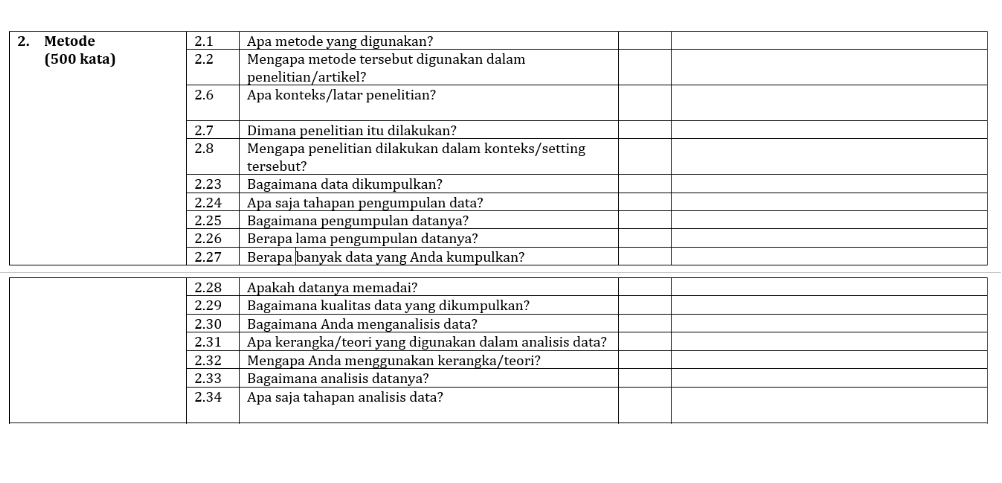 2. Metode 2.1 Apa metode yang digunakan?
(500 kata) 2.2 Mengapa metode tersebut digunakan dalam
penelitian/artikel?
2.6 Apa konteks/latar penelitian?
2.7 Dimana penelitian itu dilakukan?
2.8 Mengapa penelitian dilakukan dalam konteks/setting
tersebut?
2.23 Bagaimana data dikumpulkan?
2.24 Apa saja tahapan pengumpulan data?
2.25 Bagaimana pengumpulan datanya?
2.26 Berapa lama pengumpulan datanya?
2.27 Berapa banyak data yang Anda kumpulkan?
2.28 Apakah datanya memadai?
2.29 Bagaimana kualitas data yang dikumpulkan?
2.30 Bagaimana Anda menganalisis data?
2.31 Apa kerangka/teori yang digunakan dalam analisis data?
2.32 Mengapa Anda menggunakan kerangka/teori?
2.33 Bagaimana analisis datanya?
2.34 Apa saja tahapan analisis data?